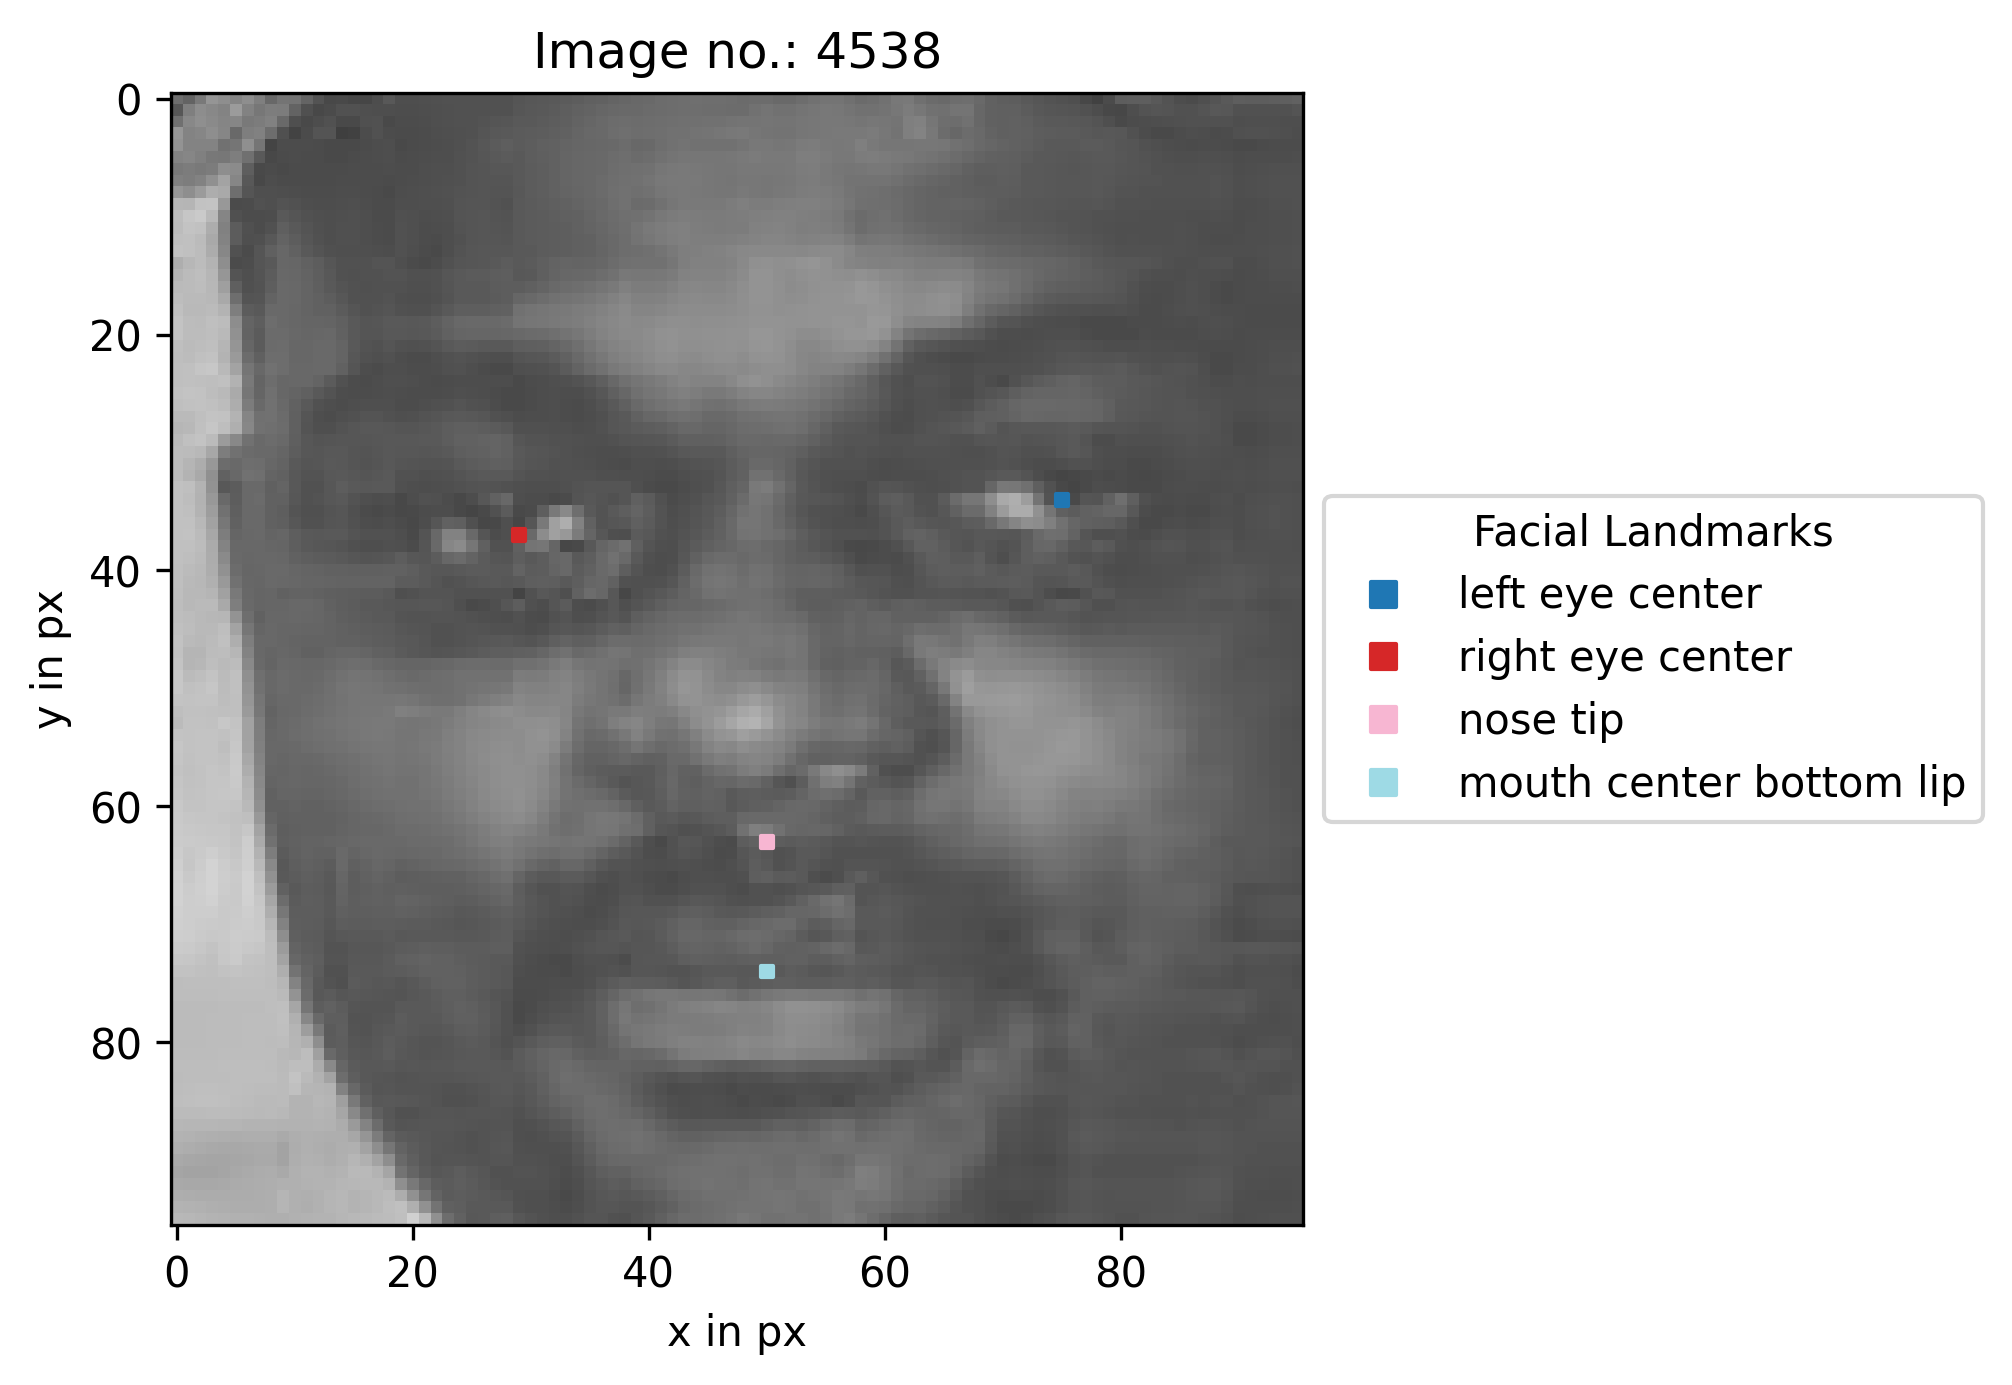 Image no.: 4538
0
20
40
60
80
y in px
0 20 40 60 80
x in px
Facial Landmarks
left eye center
right eye center
nose tip
mouth center bottom lip